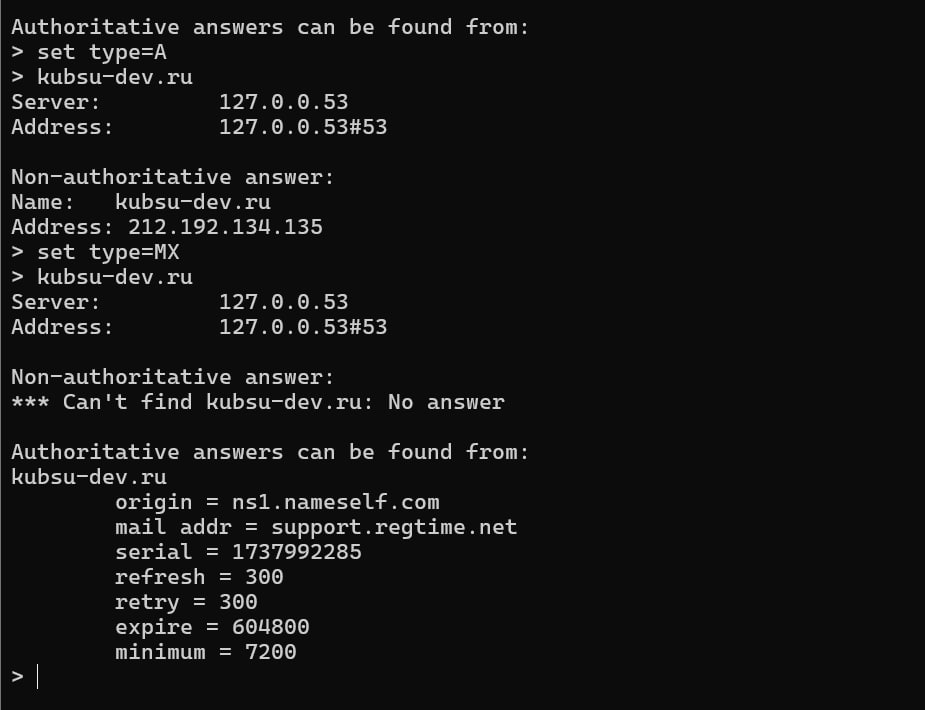 Authoritative answers can be found from:
> set type=A
> kubsu-dev.ru
Server:         127.0.0.53
Address:        127.0.0.53#53

Non-authoritative answer:
Name:   kubsu-dev.ru
Address: 212.192.134.135
> set type=MX
> kubsu-dev.ru
Server:         127.0.0.53
Address:        127.0.0.53#53

Non-authoritative answer:
*** Can't find kubsu-dev.ru: No answer

Authoritative answers can be found from:
kubsu-dev.ru
        origin = ns1.nameself.com
        mail addr = support.regtime.net
        serial = 1737992285
        refresh = 300
        retry = 300
        expire = 604800
        minimum = 7200
>